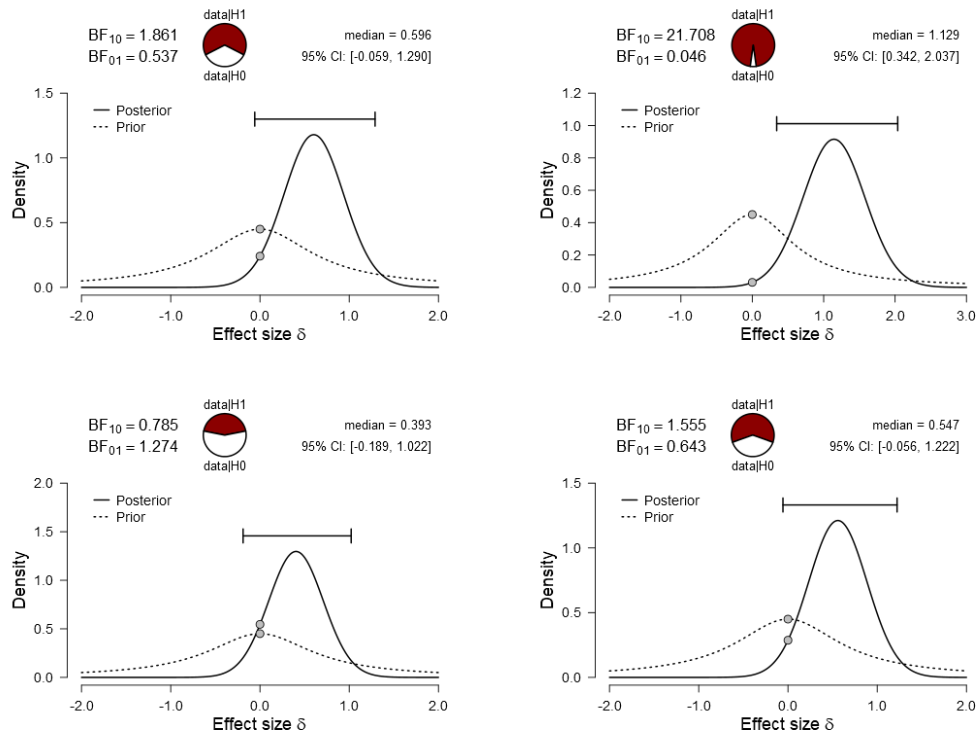 data|H1
BF10 = 1.861
BF01 = 0.537
data|H0
median = 0.596
95% CI: [-0.059, 1.290]
1.5
1.0
0.5
0.0
Density
Posterior
Prior
-2.0 -1.0 0.0 1.0 2.0
Effect size δ
data|H1
BF10 = 21.708
BF01 = 0.046
data|H0
median = 1.129
95% CI: [0.342, 2.037]
1.2
1.0
0.8
0.6
0.4
0.2
0.0
Density
Posterior
Prior
-2.0 -1.0 0.0 1.0 2.0 3.0
Effect size δ
data|H1
BF10 = 0.785
BF01 = 1.274
data|H0
median = 0.393
95% CI: [-0.189, 1.022]
2.0
1.5
1.0
0.5
0.0
Density
Posterior
Prior
-2.0 -1.0 0.0 1.0 2.0
Effect size δ
data|H1
BF10 = 1.555
BF01 = 0.643
data|H0
median = 0.547
95% CI: [-0.056, 1.222]
1.5
1.0
0.5
0.0
Density
Posterior
Prior
-2.0 -1.0 0.0 1.0 2.0
Effect size δ